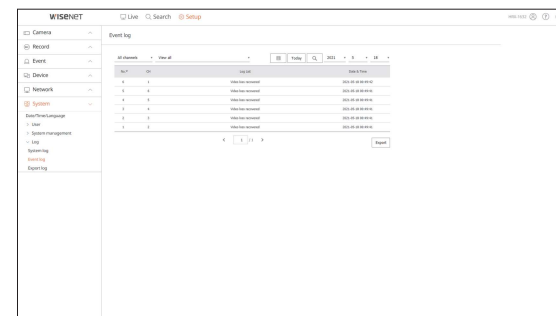 WISENET Live Search Setup
Camera
Record
Event
Device
Network
System
Date/Time/Language
User
System management
Log
System log
Event log
Export log
Event log
All channels View all Today 2021 5 18
No. CH Log List Date & Time
6 1 Video loss recovered
5 4 Video loss recovered
4 3 Video loss recovered
3 4 Video loss recovered
2 3 Video loss recovered
1 2 Video loss recovered
1 / 1
Export